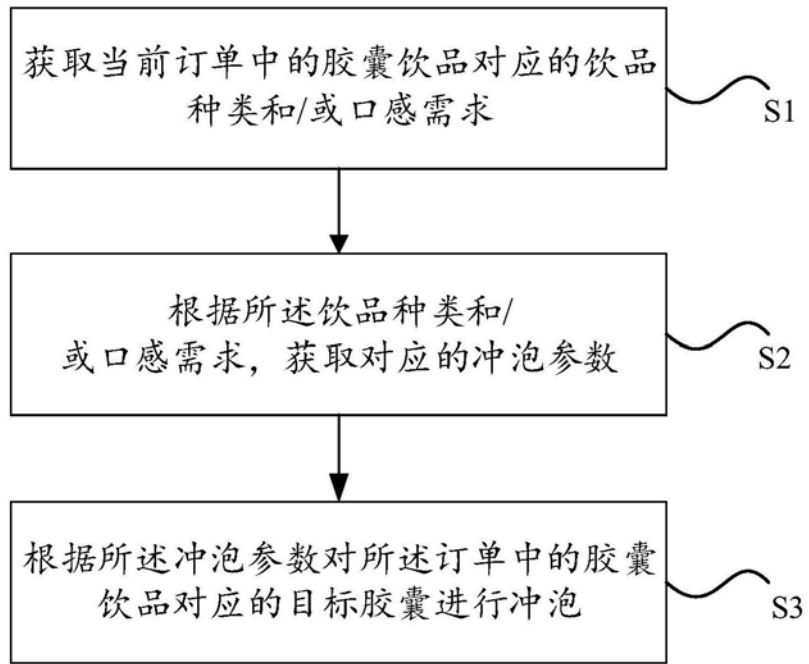 获取当前订单中的胶囊饮品对应的饮品
种类和/或口感需求
S1
根据所述饮品种类和/
或口感需求，获取对应的冲泡参数
S2
根据所述冲泡参数对所述订单中的胶囊
饮品对应的目标胶囊进行冲泡
S3